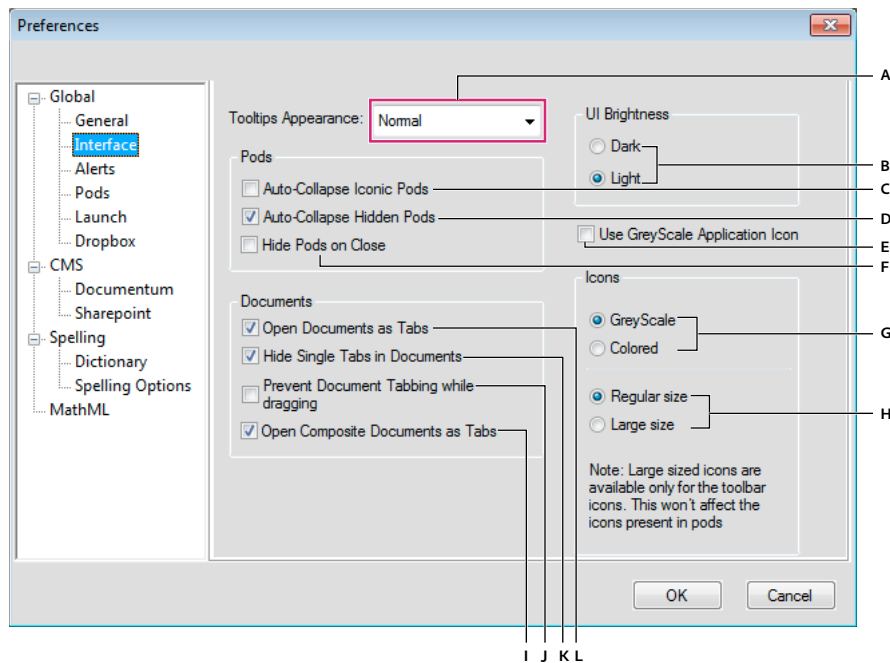 Preferences
Global
General
Interface
Alerts
Pods
Launch
Dropbox
CMS
Documentum
Sharepoint
Spelling
Dictionary
Spelling Options
MathML
Tooltips Appearance: Normal
Pods
Auto-Collapse Iconic Pods
Auto-Collapse Hidden Pods
Hide Pods on Close
Documents
Open Documents as Tabs
Hide Single Tabs in Documents
Prevent Document Tabbing while
dragging
Open Composite Documents as Tabs
UI Brightness
Dark
Light
Use GreyScale Application Icon
Icons
GreyScale
Colored
Regular size
Large size
Note: Large sized icons are
available only for the toolbar
icons. This won't affect the
icons present in pods
OK
Cancel
A
B
C
D
E
F
G
H
I J K L